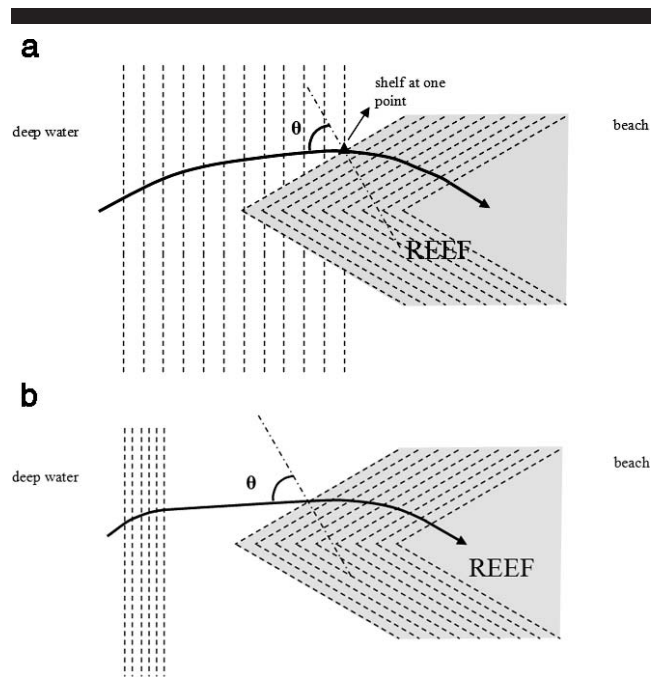 a
shelf at one
point
deep water
θ
beach
REEF
b
deep water
θ
beach
REEF